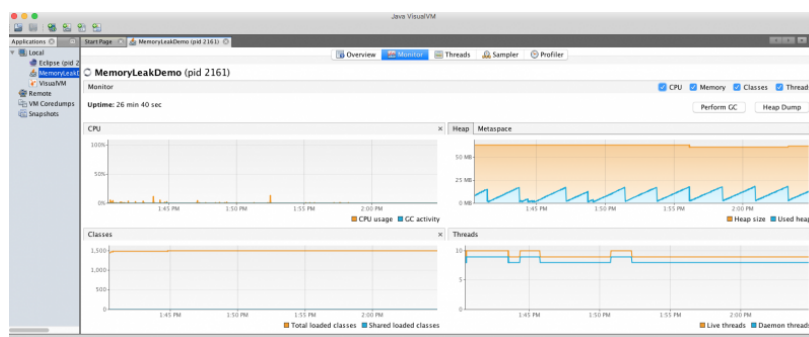 Java VisualVM
Applications
Start Page
MemoryLeakDemo (pid 2161)
Local
Eclipse (pid 2
MemoryLeakD
VisualVM
Remote
VM Coredumps
Snapshots
Overview
Monitor
Threads
Sampler
Profiler
MemoryLeakDemo (pid 2161)
Monitor
CPU
Memory
Classes
Thread
Uptime: 26 min 40 sec
Perform GC
Heap Dump
CPU
100%
50%
0%
1:45 PM
1:50 PM
1:55 PM
2:00 PM
CPU usage
GC activity
Heap
Metaspace
50 MB
25 MB
0 MB
1:45 PM
1:50 PM
1:55 PM
2:00 PM
Heap size
Used heap
Classes
1,500
1,000
500
0
1:45 PM
1:50 PM
1:55 PM
2:00 PM
Total loaded classes
Shared loaded classes
Threads
10
5
0
1:45 PM
1:50 PM
1:55 PM
2:00 PM
Live threads
Daemon threads